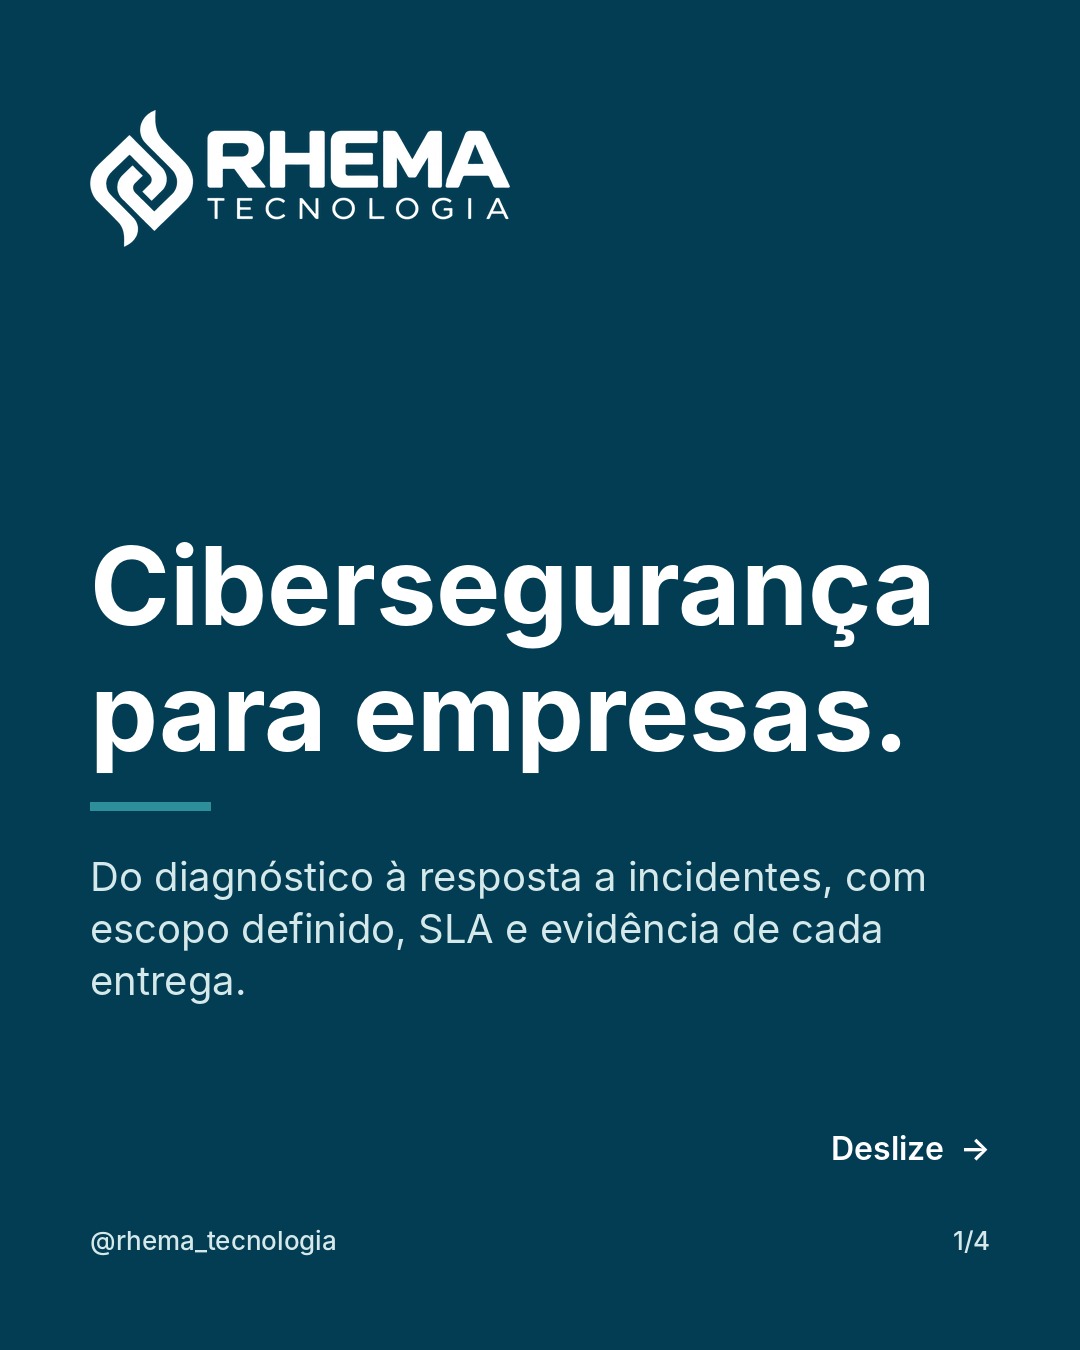 RHEMA
TECNOLOGIA
Cibersegurança
para empresas.
Do diagnóstico à resposta a incidentes, com
escopo definido, SLA e evidência de cada
entrega.
Deslize →
@rhema_tecnologia
1/4